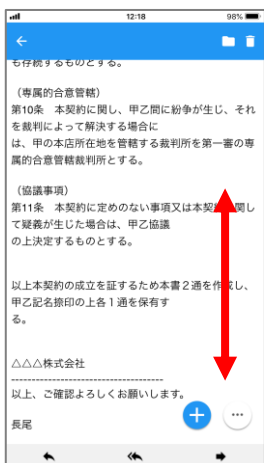 12:18
98%
も存続するものとする。
（専属的合意管轄）
第10条　本契約に関し、甲乙間に紛争が生じ、それ
を裁判によって解決する場合に
は、甲の本店所在地を管轄する裁判所を第一審の専
属的合意管轄裁判所とする。
（協議事項）
第11条　本契約に定めのない事項又は本契約に関し
て疑義が生じた場合は、甲乙協議
の上決定するものとする。
以上本契約の成立を証するため本書２通を作成し、
甲乙記名捺印の上各１通を保有す
る。
△△△株式会社
--------------------------------------
以上、ご確認よろしくお願いします。
長尾